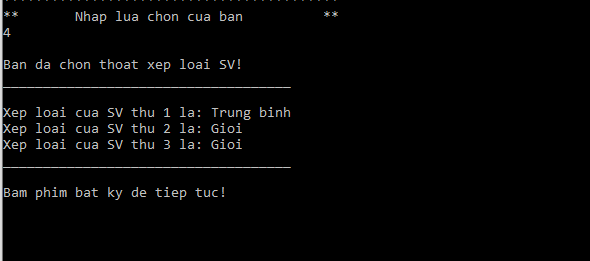 ******************************************
** Nhap lua chon cua ban **
4
Ban da chon thoat xep loai SV!
____________________________________
Xep loai cua SV thu 1 la: Trung binh
Xep loai cua SV thu 2 la: Gioi
Xep loai cua SV thu 3 la: Gioi
____________________________________
Bam phim bat ky de tiep tuc!